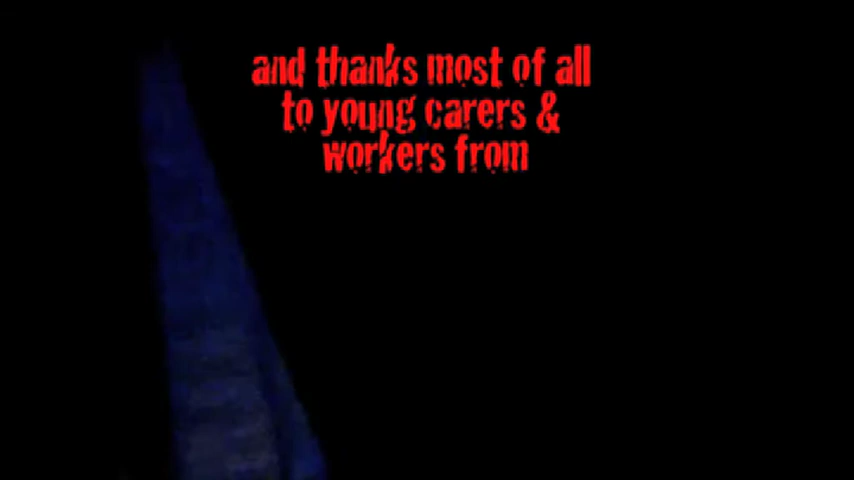 and thanks most of all
to young carers &
workers from